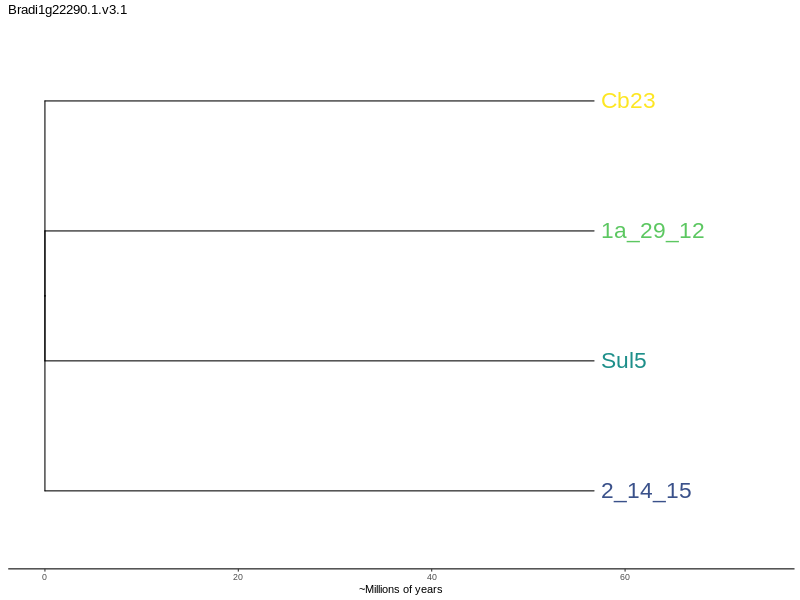 Bradi1g22290.1.v3.1
Cb23
1a_29_12
Sul5
2_14_15
0 20 40 60
~Millions of years